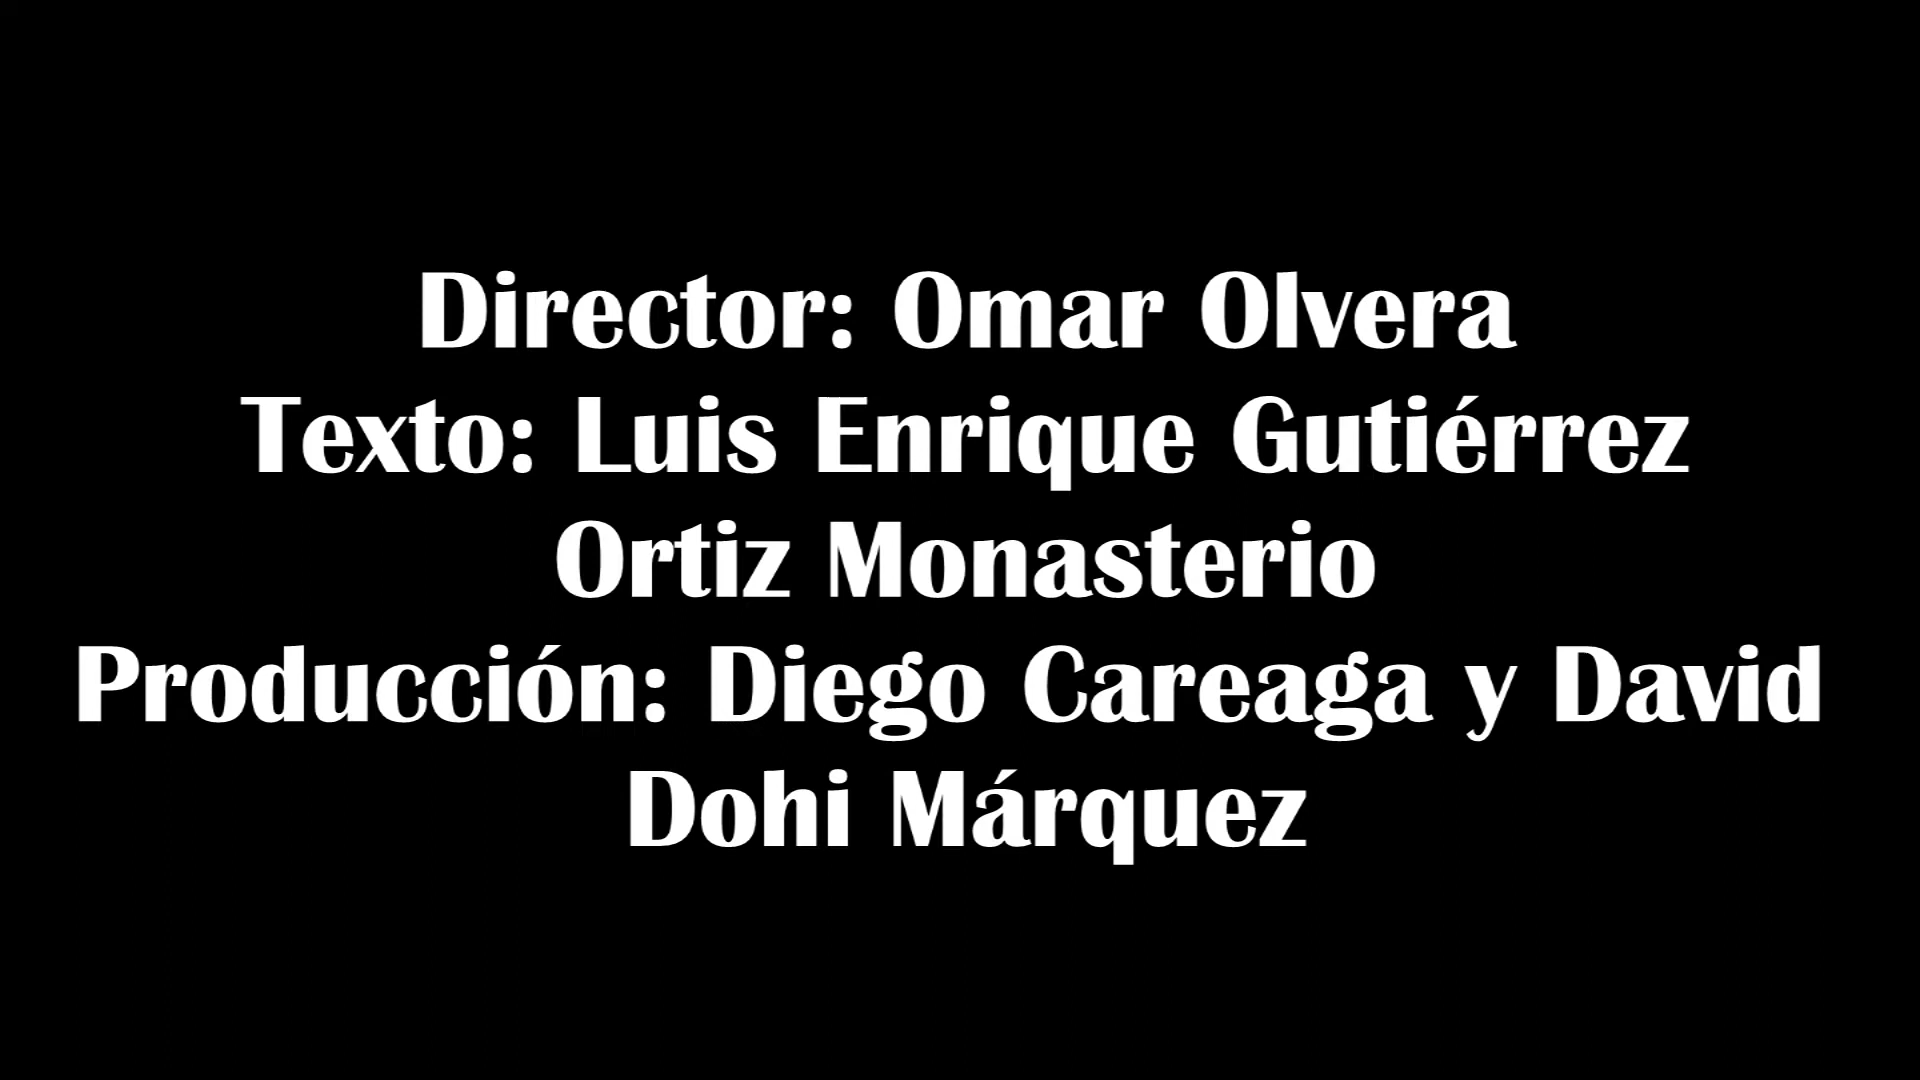 Director: Omar Olvera
Texto: Luis Enrique Gutiérrez
Ortiz Monasterio
Producción: Diego Careaga y David
Dohi Márquez